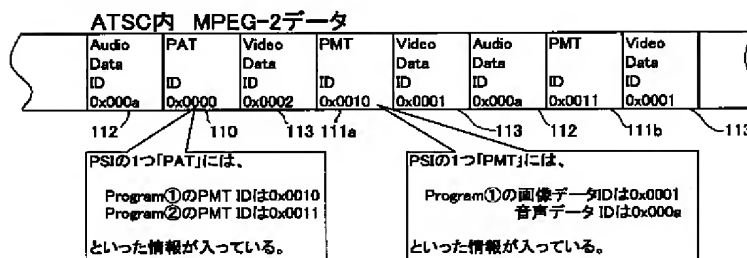 ATSC内 MPEG-2データ
Audio Data ID 0x000a
PAT ID 0x0000
Video Data ID 0x0002
PMT ID 0x0010
Video Data ID 0x0001
Audio Data ID 0x000a
PMT ID 0x0011
Video Data ID 0x0001
112
110
113
111a
113
112
111b
113
PSIの1つ「PAT」には、
Program①のPMT IDは0x0010
Program②のPMT IDは0x0011
といった情報が入っている。
PSIの1つ「PMT」には、
Program①の画像データIDは0x0001
音声データ IDは0x000a
といった情報が入っている。